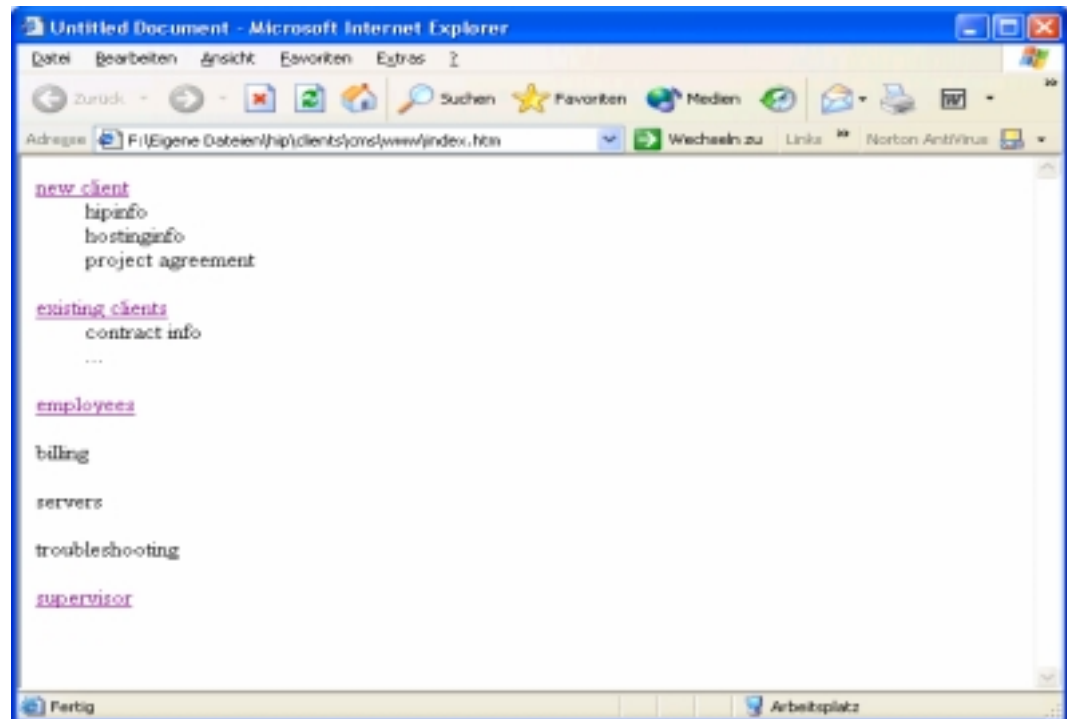 Untitled Document - Microsoft Internet Explorer
Datei Bearbeiten Ansicht Favoriten Extras ?
Zurück Suchen Favoriten Medien
Adresse F:\Eigene Dateien\hip\clients\cms\www\index.htm Wechseln zu Links » Norton AntiVirus
new client
hipinfo
hostinginfo
project agreement
existing clients
contract info
...
employees
billing
servers
troubleshooting
supervisor
Fertig Arbeitsplatz